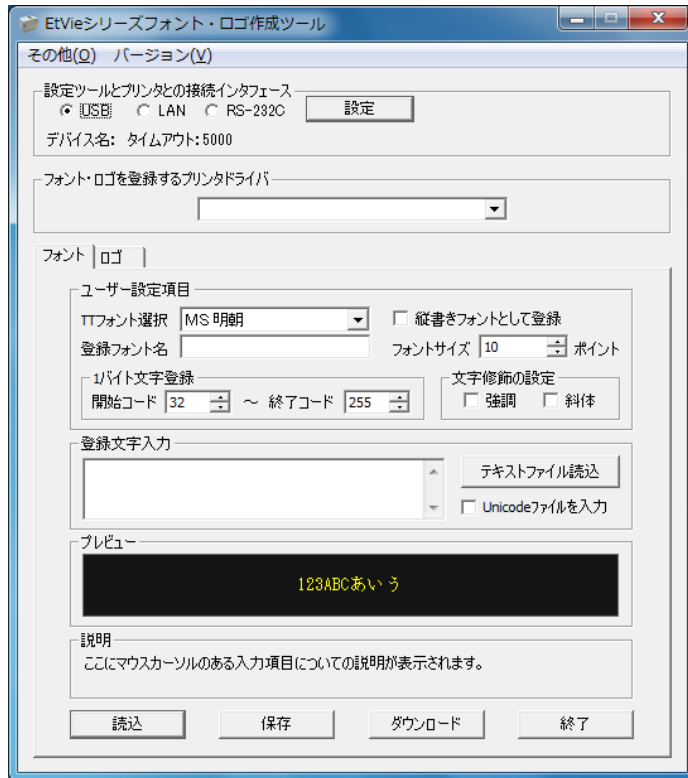 EtVieシリーズフォント・ロゴ作成ツール
その他(O) バージョン(V)
設定ツールとプリンタとの接続インタフェース
USB LAN RS-232C 設定
デバイス名: タイムアウト:5000
フォント・ロゴを登録するプリンタドライバ
フォント ロゴ
ユーザー設定項目
TTフォント選択 MS 明朝 縦書きフォントとして登録
登録フォント名 フォントサイズ 10 ポイント
1バイト文字登録 文字修飾の設定
開始コード 32 ～ 終了コード 255 強調 斜体
登録文字入力
テキストファイル読込
Unicodeファイルを入力
プレビュー
123ABCあいう
説明
ここにマウスカーソルのある入力項目についての説明が表示されます。
読込 保存 ダウンロード 終了